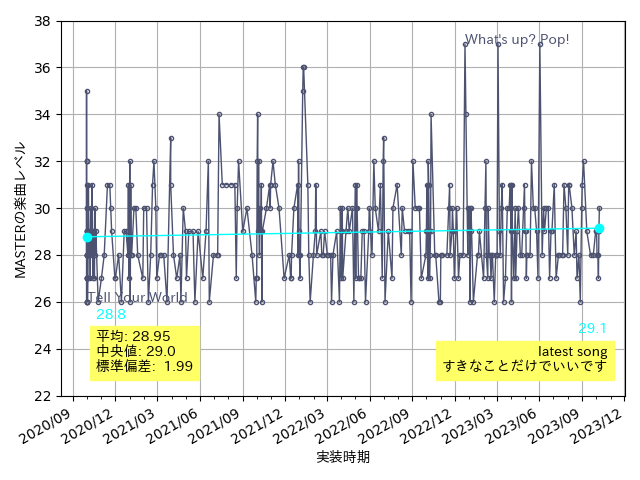 38
36
34
32
30
28
26
24
22
MASTERの楽曲レベル
What's up? Pop!
Tell Your World
28.8
29.1
平均: 28.95
中央値: 29.0
標準偏差: 1.99
latest song
すきなことだけでいいです
2020/09
2020/12
2021/03
2021/06
2021/09
2021/12
2022/03
2022/06
2022/09
2022/12
2023/03
2023/06
2023/09
2023/12
実装時期